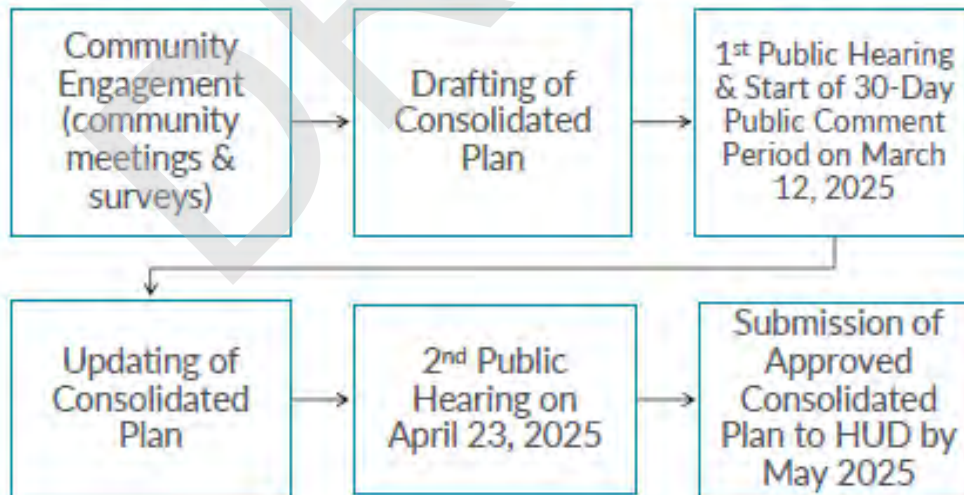 Community
Engagement
(community
meetings &
surveys)
Drafting of
Consolidated
Plan
1st Public Hearing
& Start of 30-Day
Public Comment
Period on March
12, 2025
Updating of
Consolidated
Plan
2nd Public
Hearing on
April 23, 2025
Submission of
Approved
Consolidated
Plan to HUD by
May 2025